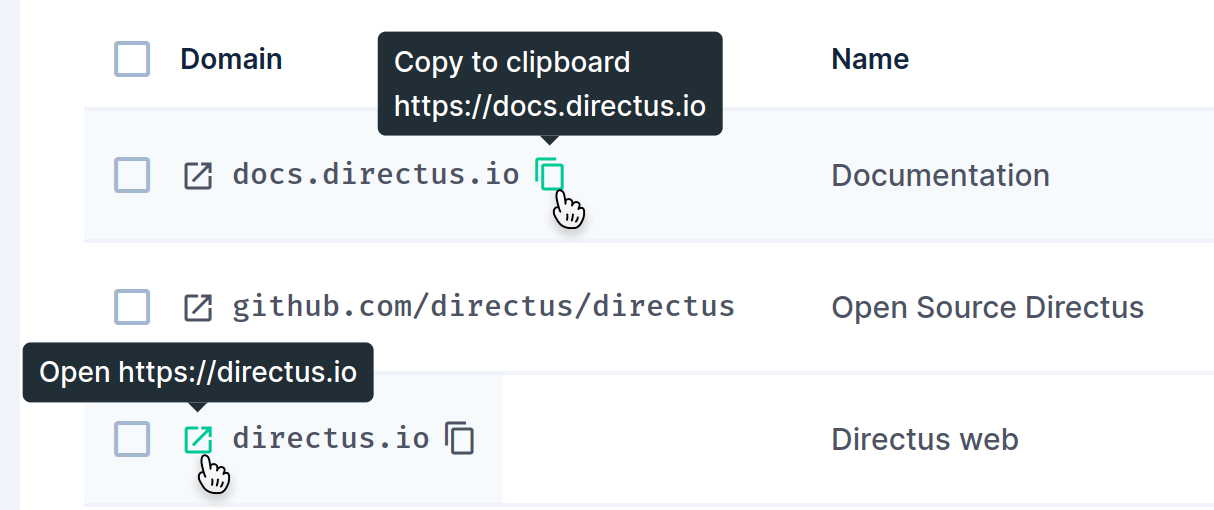 Domain
Name
Copy to clipboard
https://docs.directus.io
docs.directus.io
Documentation
github.com/directus/directus
Open Source Directus
Open https://directus.io
directus.io
Directus web